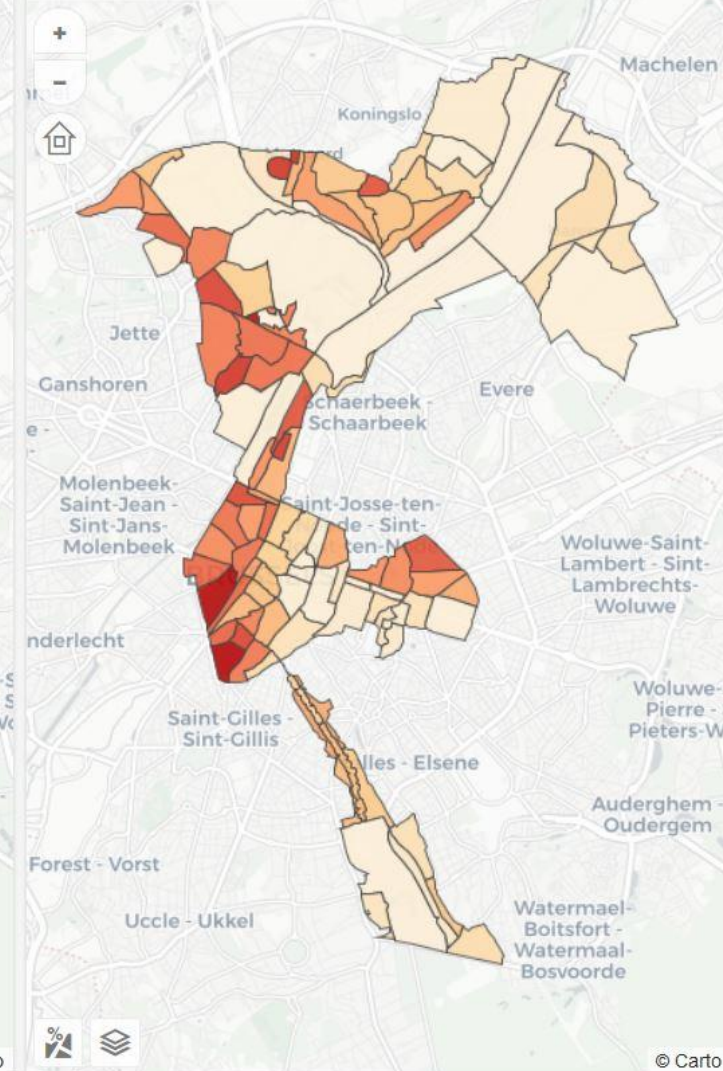 +
Machelen
−
Koningslo
Jette
Ganshoren
Evere
Schaerbeek -
Schaarbeek
e -
Molenbeek-
Saint-Jean -
Sint-Jans-
Molenbeek
Saint-Josse-ten-
de - Sint-
Woluwe-Saint-
Lambert - Sint-
Lambrechts-
Woluwe
nderlecht
Saint-Gilles -
Sint-Gillis
Woluwe-
Pierre -
Pieters-W
lles - Elsene
Auderghem -
Oudergem
Forest - Vorst
Uccle - Ukkel
Watermael-
Boitsfort -
Watermaal-
Bosvoorde
%
© Carto